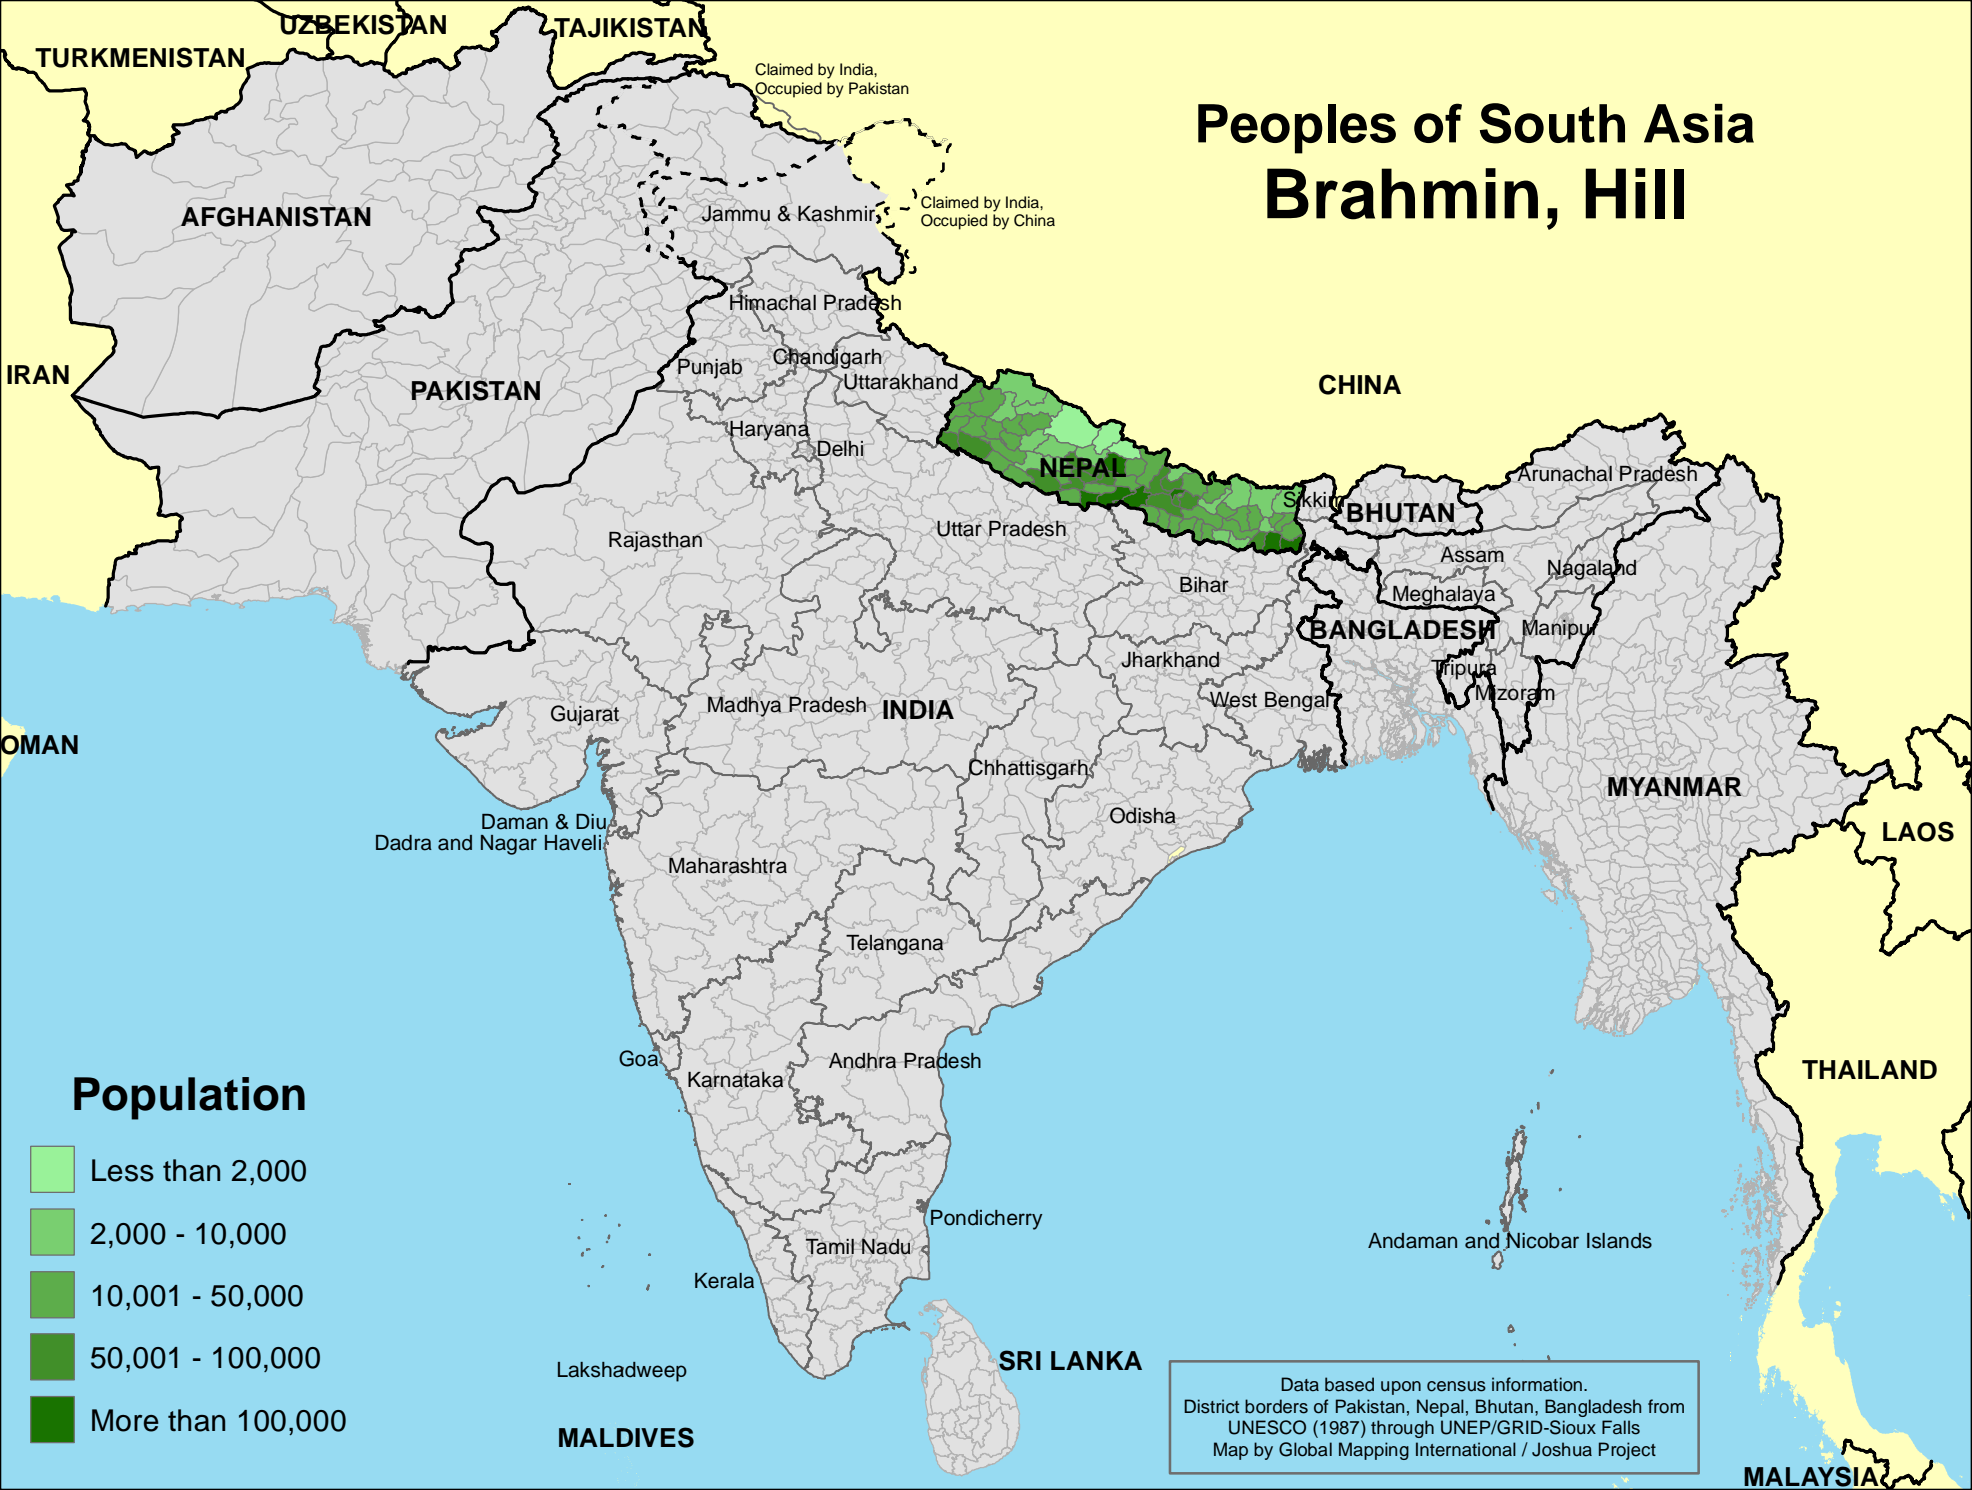 UZBEKISTAN
TAJIKISTAN
TURKMENISTAN
Claimed by India,
Occupied by Pakistan
Peoples of South Asia
Brahmin, Hill
AFGHANISTAN
Jammu & Kashmir
Claimed by India,
Occupied by China
Himachal Pradesh
IRAN
PAKISTAN
Punjab
Chandigarh
Uttarakhand
CHINA
Haryana
Delhi
NEPAL
Sikkim
BHUTAN
Arunachal Pradesh
Rajasthan
Uttar Pradesh
Assam
Nagaland
Bihar
Meghalaya
BANGLADESH
Manipur
Jharkhand
Tripura
Mizoram
West Bengal
Gujarat
Madhya Pradesh
INDIA
OMAN
Chhattisgarh
MYANMAR
Odisha
LAOS
Daman & Diu
Dadra and Nagar Haveli
Maharashtra
Telangana
Goa
Karnataka
Andhra Pradesh
THAILAND
Population
Less than 2,000
2,000 - 10,000
10,001 - 50,000
50,001 - 100,000
More than 100,000
Pondicherry
Tamil Nadu
Andaman and Nicobar Islands
Kerala
Lakshadweep
SRI LANKA
MALDIVES
Data based upon census information.
District borders of Pakistan, Nepal, Bhutan, Bangladesh from
UNESCO (1987) through UNEP/GRID-Sioux Falls
Map by Global Mapping International / Joshua Project
MALAYSIA